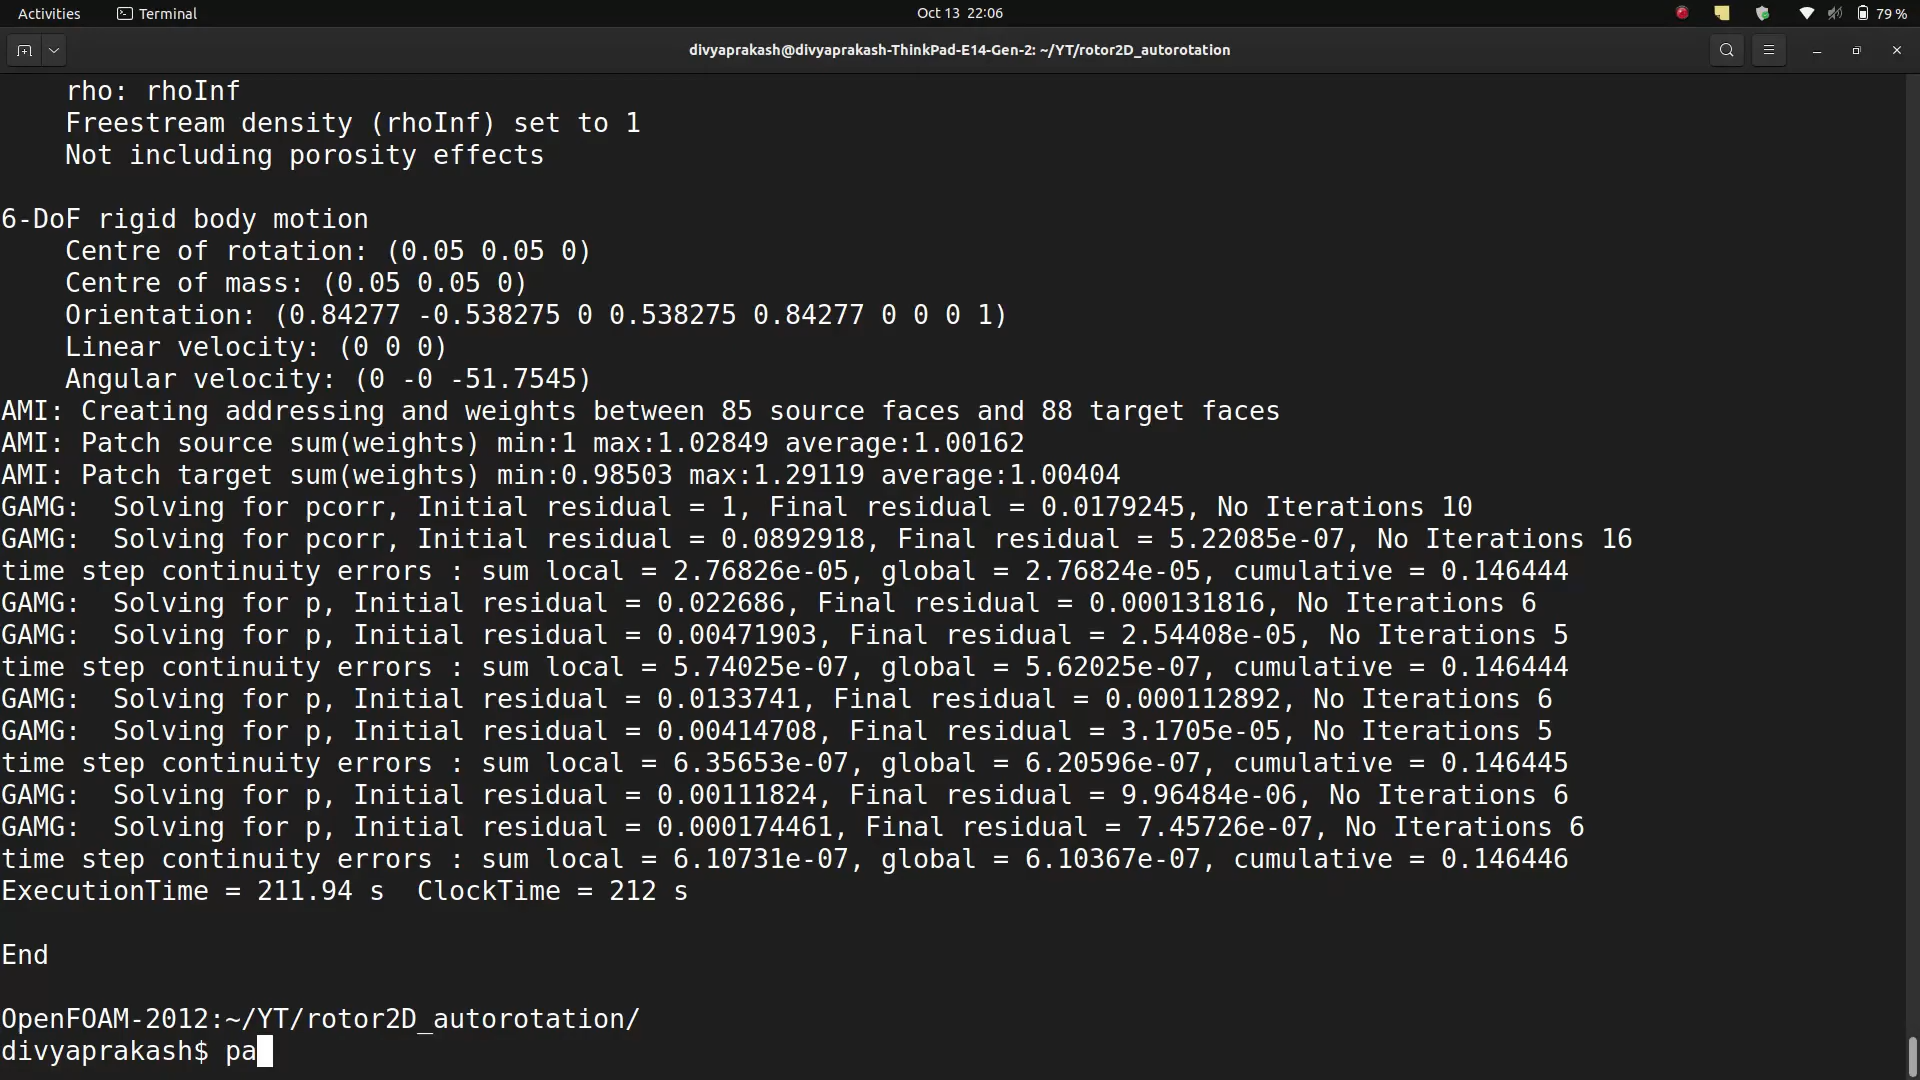 Activities
Terminal
Oct 13 22:06
79 %
divyaprakash@divyaprakash-ThinkPad-E14-Gen-2: ~/YT/rotor2D_autorotation
rho: rhoInf
Freestream density (rhoInf) set to 1
Not including porosity effects
6-DoF rigid body motion
Centre of rotation: (0.05 0.05 0)
Centre of mass: (0.05 0.05 0)
Orientation: (0.84277 -0.538275 0 0.538275 0.84277 0 0 0 1)
Linear velocity: (0 0 0)
Angular velocity: (0 -0 -51.7545)
AMI: Creating addressing and weights between 85 source faces and 88 target faces
AMI: Patch source sum(weights) min:1 max:1.02849 average:1.00162
AMI: Patch target sum(weights) min:0.98503 max:1.29119 average:1.00404
GAMG:  Solving for pcorr, Initial residual = 1, Final residual = 0.0179245, No Iterations 10
GAMG:  Solving for pcorr, Initial residual = 0.0892918, Final residual = 5.22085e-07, No Iterations 16
time step continuity errors : sum local = 2.76826e-05, global = 2.76824e-05, cumulative = 0.146444
GAMG:  Solving for p, Initial residual = 0.022686, Final residual = 0.000131816, No Iterations 6
GAMG:  Solving for p, Initial residual = 0.00471903, Final residual = 2.54408e-05, No Iterations 5
time step continuity errors : sum local = 5.74025e-07, global = 5.62025e-07, cumulative = 0.146444
GAMG:  Solving for p, Initial residual = 0.0133741, Final residual = 0.000112892, No Iterations 6
GAMG:  Solving for p, Initial residual = 0.00414708, Final residual = 3.1705e-05, No Iterations 5
time step continuity errors : sum local = 6.35653e-07, global = 6.20596e-07, cumulative = 0.146445
GAMG:  Solving for p, Initial residual = 0.00111824, Final residual = 9.96484e-06, No Iterations 6
GAMG:  Solving for p, Initial residual = 0.000174461, Final residual = 7.45726e-07, No Iterations 6
time step continuity errors : sum local = 6.10731e-07, global = 6.10367e-07, cumulative = 0.146446
ExecutionTime = 211.94 s  ClockTime = 212 s
End
OpenFOAM-2012:~/YT/rotor2D_autorotation/
divyaprakash$ pa